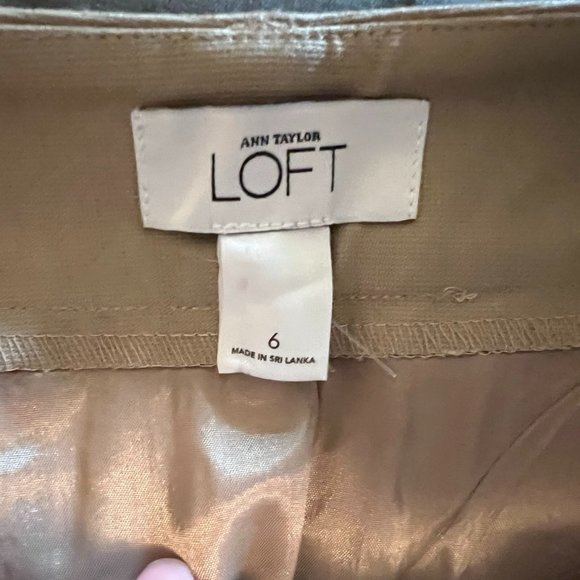 ANN TAYLOR
LOFT
6
MADE IN SRI LANKA